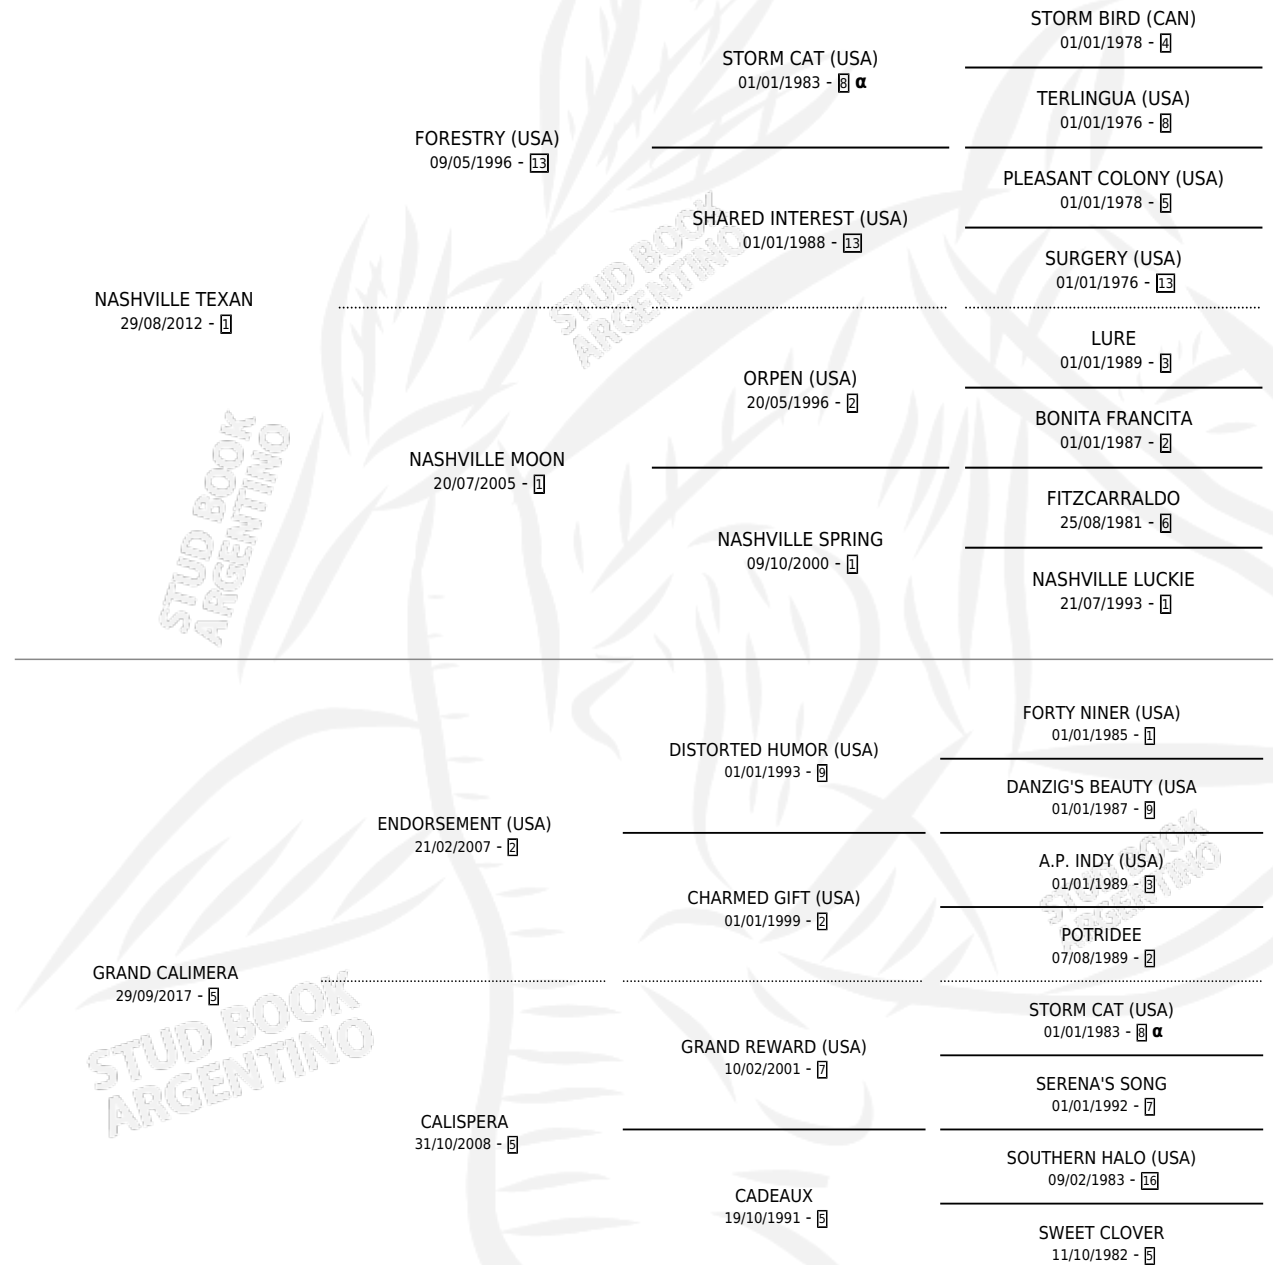 STORM BIRD (CAN)
01/01/1978 - 4
STORM CAT (USA)
01/01/1983 - 8 α
TERLINGUA (USA)
01/01/1976 - 8
FORESTRY (USA)
09/05/1996 - 13
PLEASANT COLONY (USA)
01/01/1978 - 5
SHARED INTEREST (USA)
01/01/1988 - 13
SURGERY (USA)
01/01/1976 - 13
NASHVILLE TEXAN
29/08/2012 - 1
LURE
01/01/1989 - 3
ORPEN (USA)
20/05/1996 - 2
BONITA FRANCITA
01/01/1987 - 2
NASHVILLE MOON
20/07/2005 - 1
FITZCARRALDO
25/08/1981 - 6
NASHVILLE SPRING
09/10/2000 - 1
NASHVILLE LUCKIE
21/07/1993 - 1
FORTY NINER (USA)
01/01/1985 - 1
DISTORTED HUMOR (USA)
01/01/1993 - 9
DANZIG'S BEAUTY (USA
01/01/1987 - 9
ENDORSEMENT (USA)
21/02/2007 - 2
A.P. INDY (USA)
01/01/1989 - 3
CHARMED GIFT (USA)
01/01/1999 - 2
POTRIDEE
07/08/1989 - 2
GRAND CALIMERA
29/09/2017 - 5
STORM CAT (USA)
01/01/1983 - 8 α
GRAND REWARD (USA)
10/02/2001 - 7
SERENA'S SONG
01/01/1992 - 7
CALISPERA
31/10/2008 - 5
SOUTHERN HALO (USA)
09/02/1983 - 16
CADEAUX
19/10/1991 - 5
SWEET CLOVER
11/10/1982 - 5
STUD BOOK
ARGENTINO
STUD BOOK
ARGENTINO
STUD BOOK
ARGENTINO
STUD BOOK
ARGENTINO